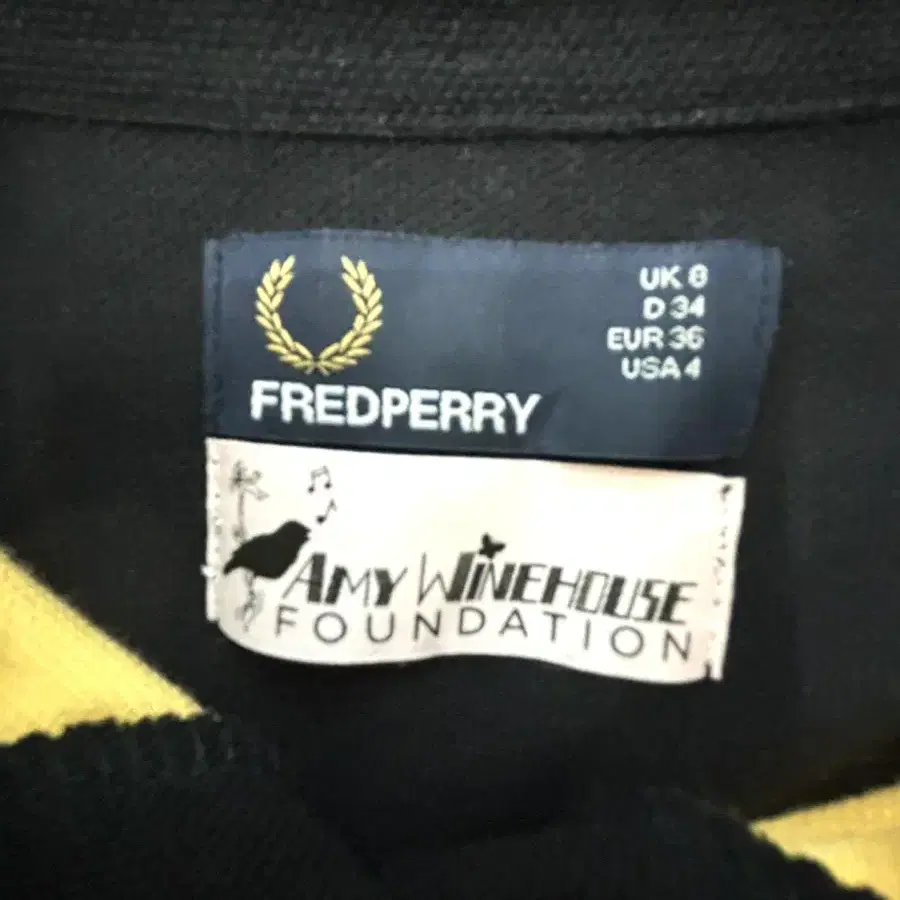 UK 8
D 34
EUR 36
USA 4
FREDPERRY
AMY WINEHOUSE
FOUNDATION